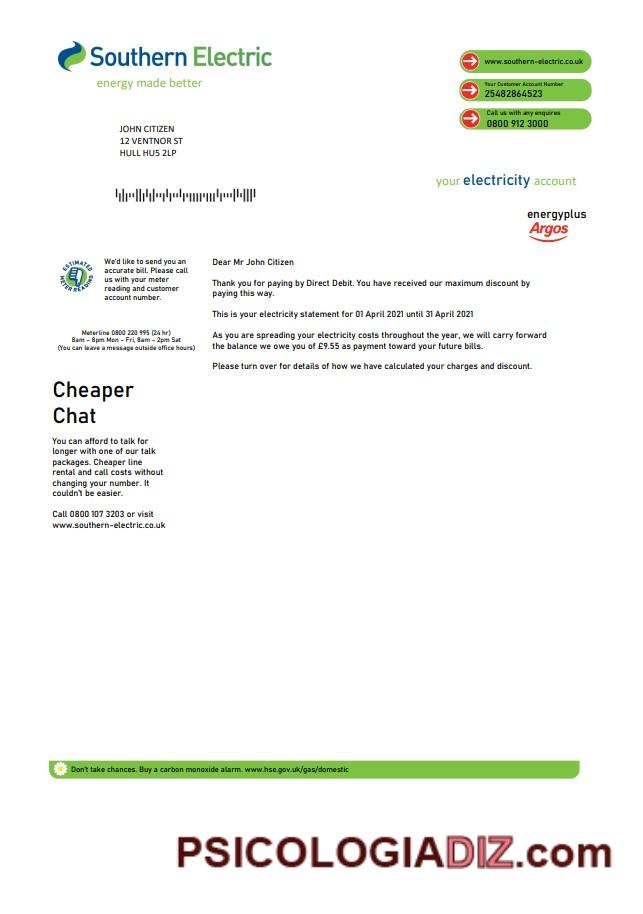 Southern Electric
energy made better
www.southern-electric.co.uk
Your Customer Account Number
25482864523
Call us with any enquires
0800 912 3000
JOHN CITIZEN
12 VENTNOR ST
HULL HU5 2LP
your electricity account
energyplus
Argos
ESTIMATED
METER READING
We'd like to send you an
accurate bill. Please call
us with your meter
reading and customer
account number.
Meterline 0800 220 995 (24 hr)
8am – 8pm Mon – Fri, 8am – 2pm Sat
(You can leave a message outside office hours)
Dear Mr John Citizen
Thank you for paying by Direct Debit. You have received our maximum discount by
paying this way.
This is your electricity statement for 01 April 2021 until 31 April 2021
As you are spreading your electricity costs throughout the year, we will carry forward
the balance we owe you of £9.55 as payment toward your future bills.
Please turn over for details of how we have calculated your charges and discount.
Cheaper
Chat
You can afford to talk for
longer with one of our talk
packages. Cheaper line
rental and call costs without
changing your number. It
couldn't be easier.
Call 0800 107 3203 or visit
www.southern-electric.co.uk
Don't take chances. Buy a carbon monoxide alarm. www.hse.gov.uk/gas/domestic
PSICOLOGIADIZ.com